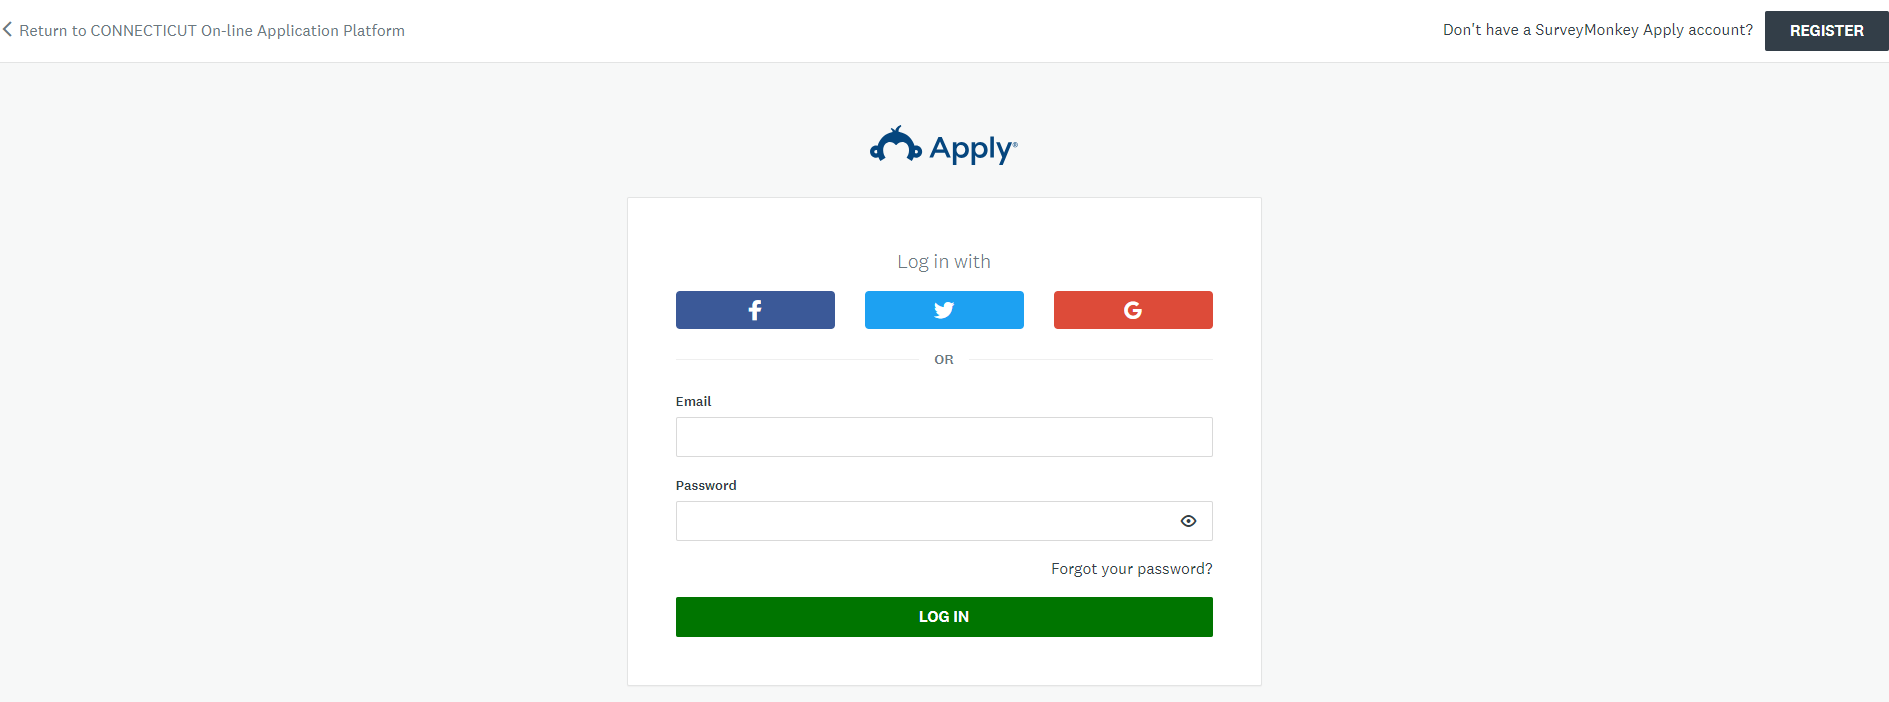 Return to CONNECTICUT On-line Application Platform
Don't have a SurveyMonkey Apply account?
REGISTER
Apply®
Log in with
OR
Email
Password
Forgot your password?
LOG IN